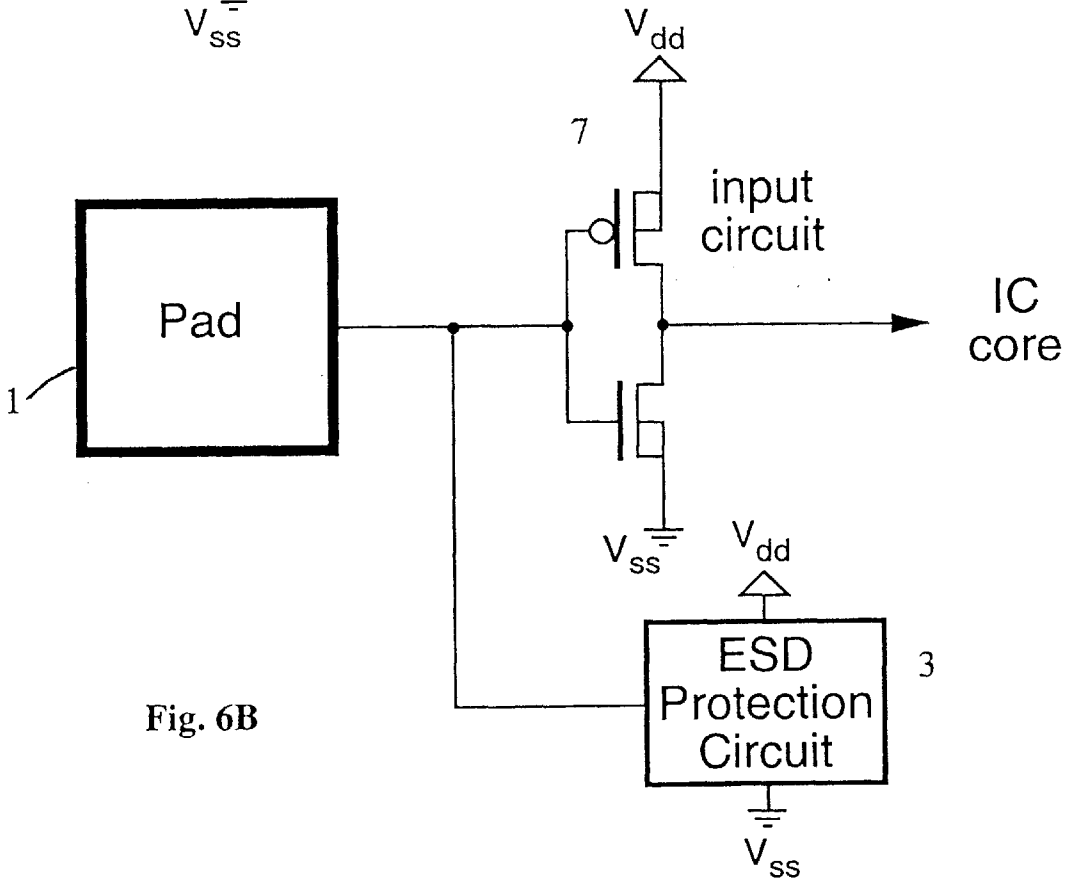 Vss
Vdd
7
input
circuit
Pad
IC
core
1
Vss
Vdd
ESD
Protection
Circuit
3
Fig. 6B
Vss